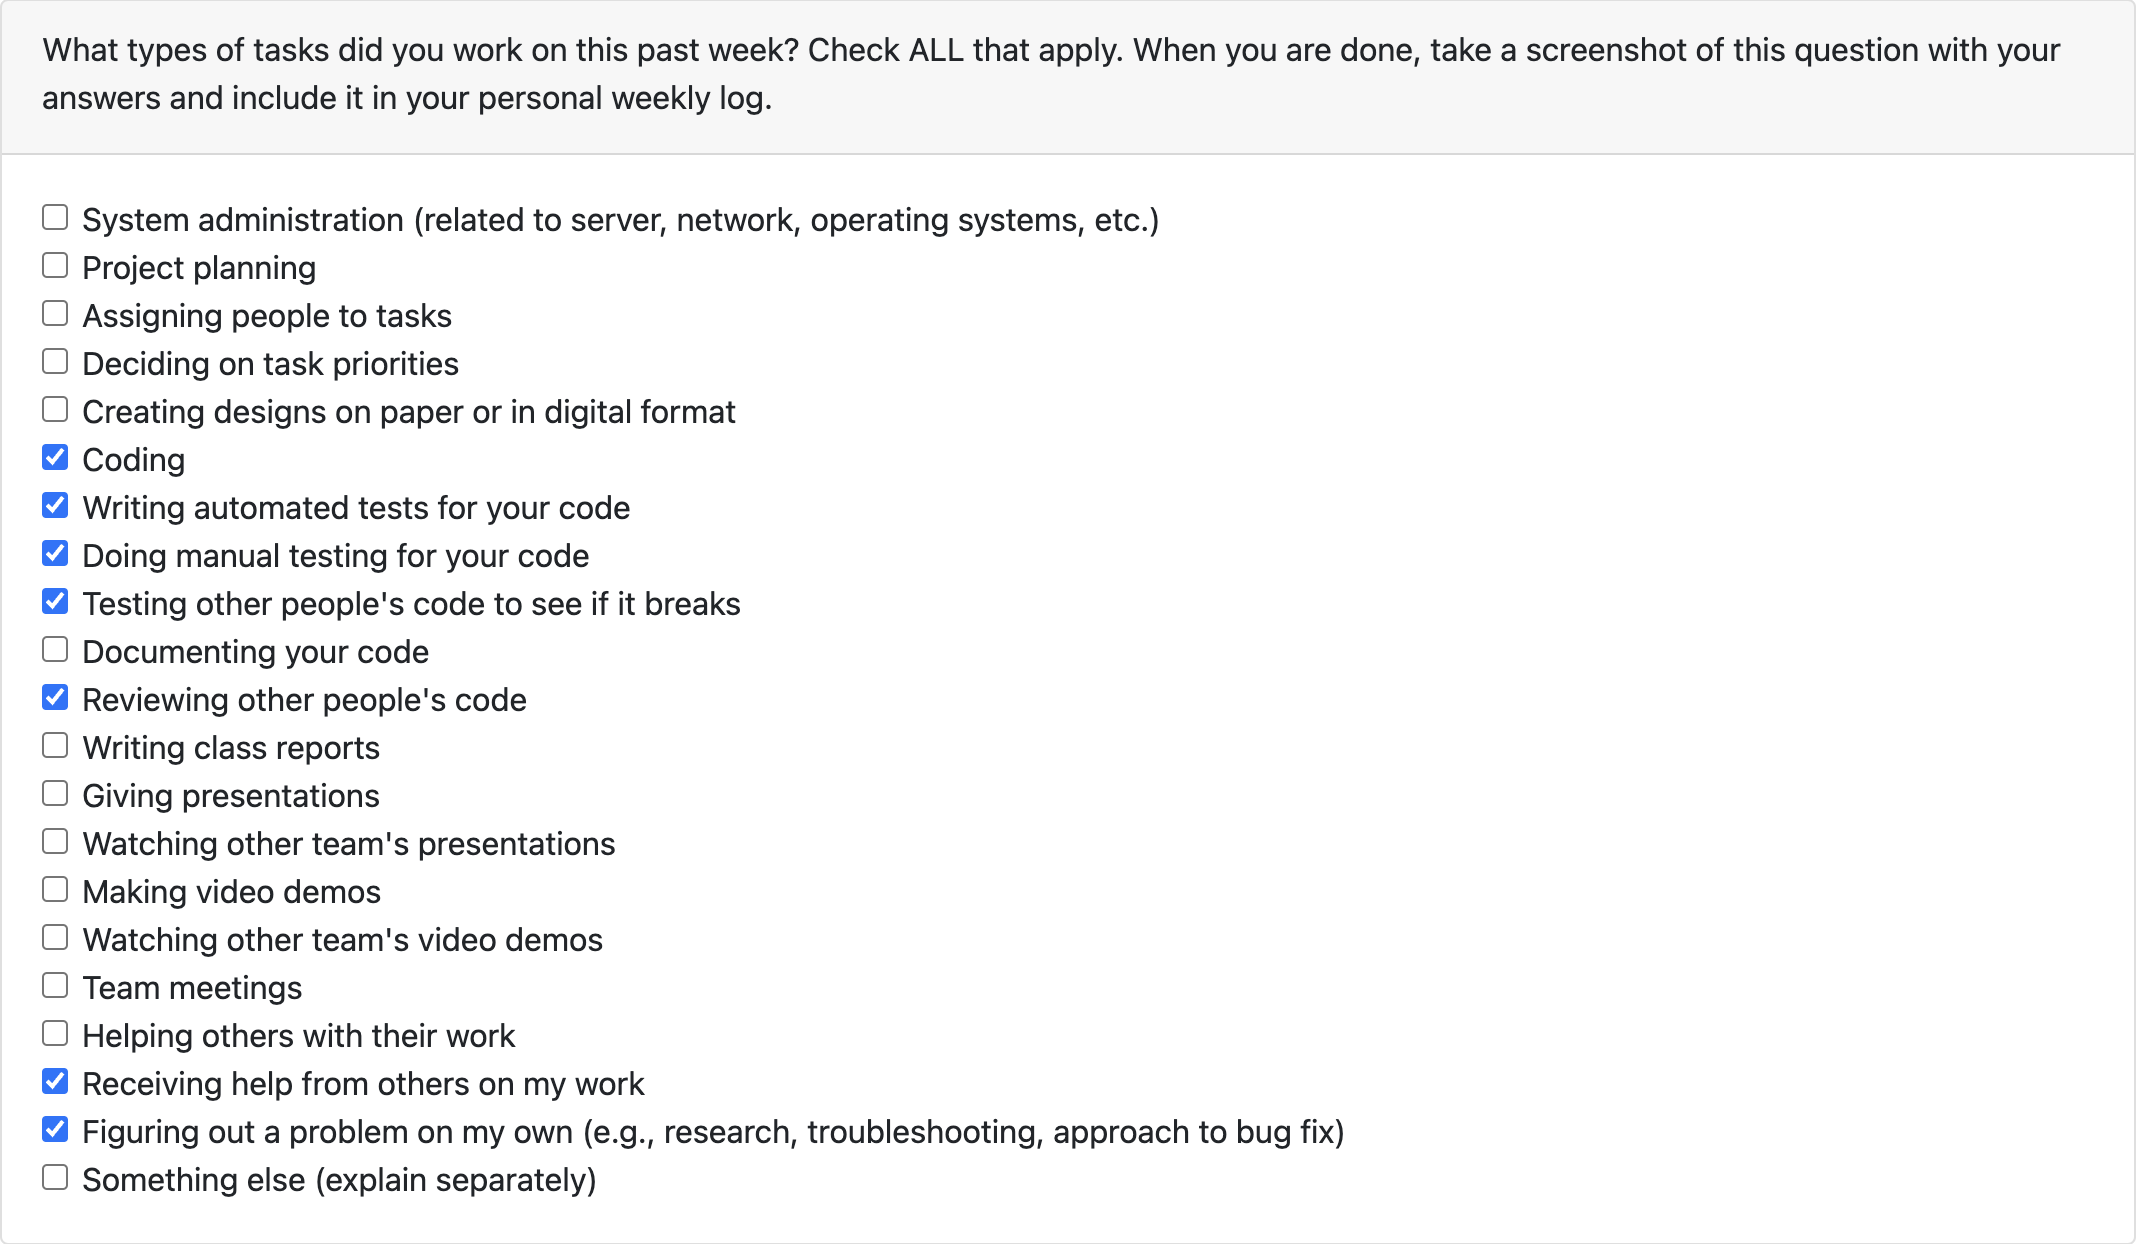 What types of tasks did you work on this past week? Check ALL that apply. When you are done, take a screenshot of this question with your
answers and include it in your personal weekly log.
System administration (related to server, network, operating systems, etc.)
Project planning
Assigning people to tasks
Deciding on task priorities
Creating designs on paper or in digital format
Coding
Writing automated tests for your code
Doing manual testing for your code
Testing other people's code to see if it breaks
Documenting your code
Reviewing other people's code
Writing class reports
Giving presentations
Watching other team's presentations
Making video demos
Watching other team's video demos
Team meetings
Helping others with their work
Receiving help from others on my work
Figuring out a problem on my own (e.g., research, troubleshooting, approach to bug fix)
Something else (explain separately)